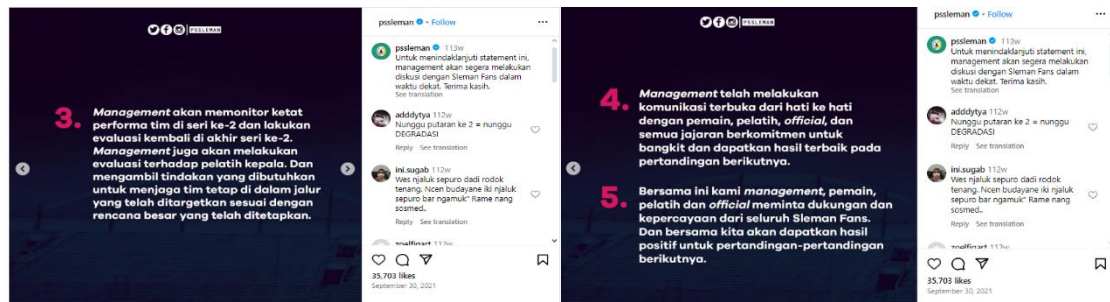 PSSLEMAN
3. Management akan memonitor ketat
performa tim di seri ke-2 dan lakukan
evaluasi kembali di akhir seri ke-2.
Management juga akan melakukan
evaluasi terhadap pelatih kepala. Dan
mengambil tindakan yang dibutuhkan
untuk menjaga tim tetap di dalam jalur
yang telah ditargetkan sesuai dengan
rencana besar yang telah ditetapkan.
pssleman • Follow
pssleman 113w
Untuk menindaklanjuti statement ini,
management akan segera melakukan
diskusi dengan Sleman Fans dalam
waktu dekat. Terima kasih.
See translation
adddytya 112w
Nunggu putaran ke 2 = nunggu
DEGRADASI
Reply See translation
ini.sugab 112w
Wes njaluk sepuro dadi rodok
tenang. Ncen budayane iki njaluk
sepuro bar ngamuk" Rame nang
sosmed..
Reply See translation
zoelfigart 112w
35,703 likes
September 30, 2021
PSSLEMAN
4. Management telah melakukan
komunikasi terbuka dari hati ke hati
dengan pemain, pelatih, official, dan
semua jajaran berkomitmen untuk
bangkit dan dapatkan hasil terbaik pada
pertandingan berikutnya.
5. Bersama ini kami management, pemain,
pelatih dan official meminta dukungan dan
kepercayaan dari seluruh Sleman Fans.
Dan bersama kita akan dapatkan hasil
positif untuk pertandingan-pertandingan
berikutnya.
pssleman • Follow
pssleman 113w
Untuk menindaklanjuti statement ini,
management akan segera melakukan
diskusi dengan Sleman Fans dalam
waktu dekat. Terima kasih.
See translation
adddytya 112w
Nunggu putaran ke 2 = nunggu
DEGRADASI
Reply See translation
ini.sugab 112w
Wes njaluk sepuro dadi rodok
tenang. Ncen budayane iki njaluk
sepuro bar ngamuk" Rame nang
sosmed..
Reply See translation
35,703 likes
September 30, 2021